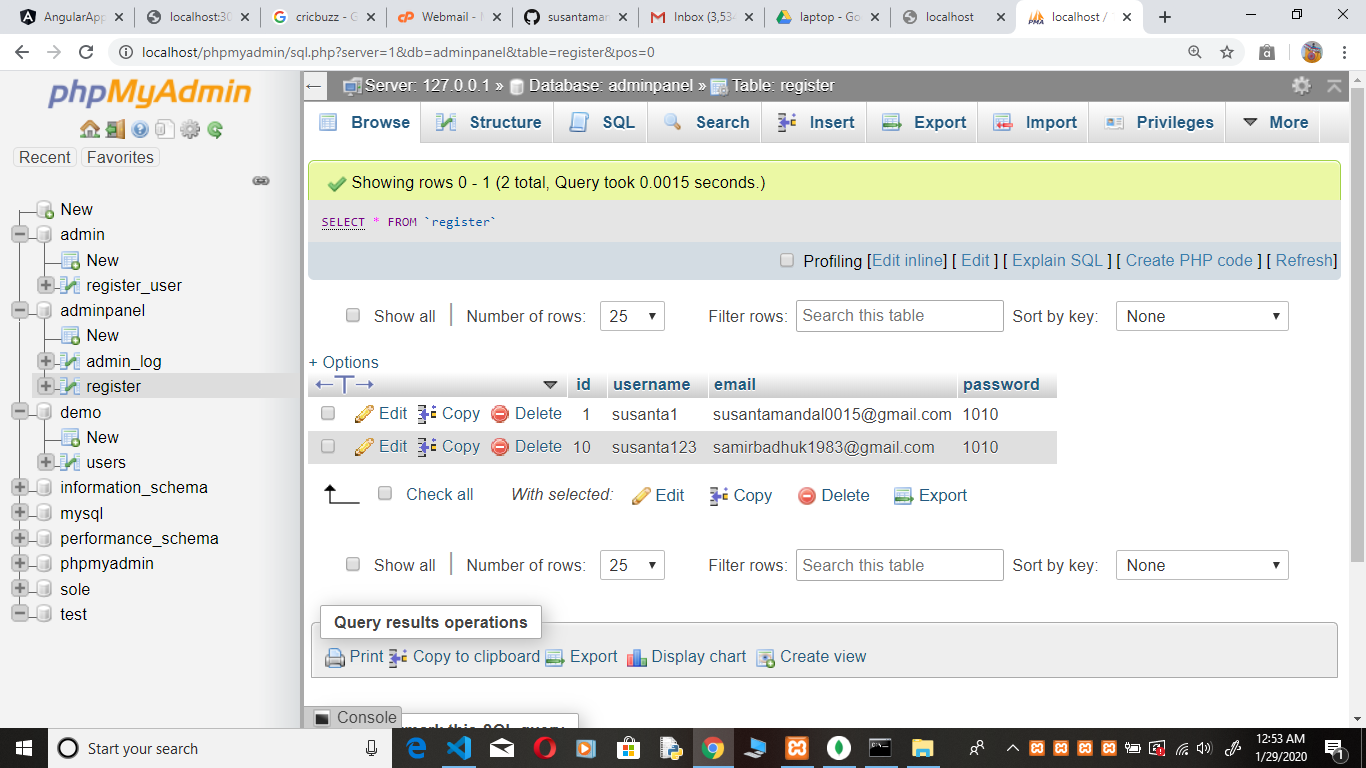 AngularApp
localhost:30
cricbuzz - G
Webmail - 
susantaman
Inbox (3,534
laptop - Go
localhost
localhost /
localhost/phpmyadmin/sql.php?server=1&db=adminpanel&table=register&pos=0
phpMyAdmin
Recent Favorites
New
admin
New
register_user
adminpanel
New
admin_log
register
demo
New
users
information_schema
mysql
performance_schema
phpmyadmin
sole
test
Server: 127.0.0.1 » Database: adminpanel » Table: register
Browse Structure SQL Search Insert Export Import Privileges More
Showing rows 0 - 1 (2 total, Query took 0.0015 seconds.)
SELECT * FROM `register`
Profiling [Edit inline] [ Edit ] [ Explain SQL ] [ Create PHP code ] [ Refresh]
Show all Number of rows: 25 Filter rows: Search this table Sort by key: None
+ Options
id username email password
Edit Copy Delete 1 susanta1 susantamandal0015@gmail.com 1010
Edit Copy Delete 10 susanta123 samirbadhuk1983@gmail.com 1010
Check all With selected: Edit Copy Delete Export
Show all Number of rows: 25 Filter rows: Search this table Sort by key: None
Query results operations
Print Copy to clipboard Export Display chart Create view
Console
Start your search
12:53 AM
1/29/2020
1